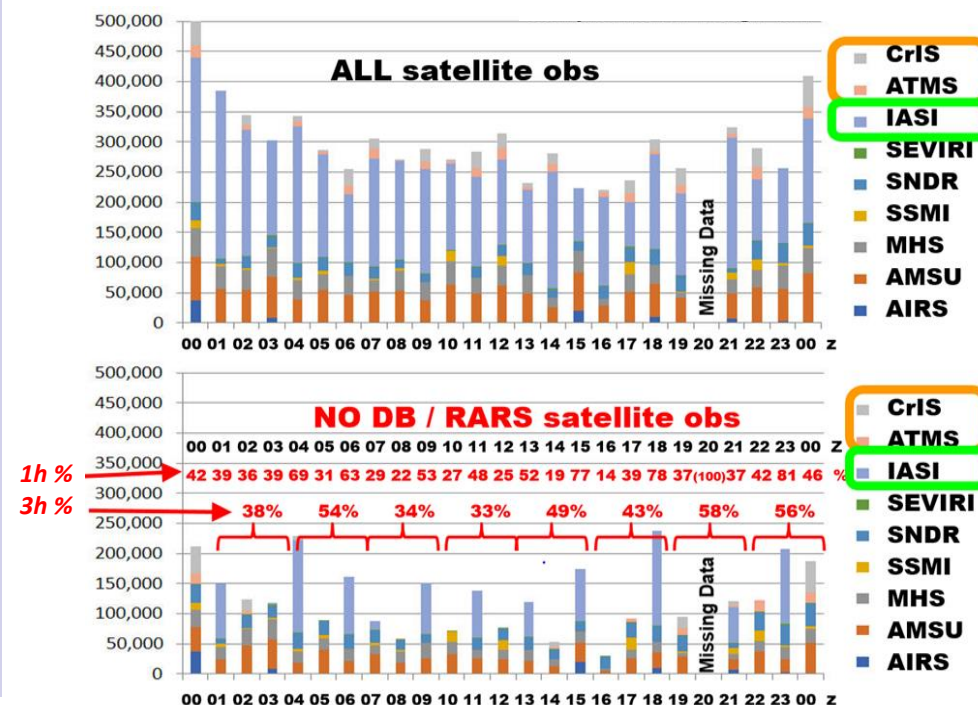 500,000
450,000
400,000
350,000
300,000
250,000
200,000
150,000
100,000
50,000
0
ALL satellite obs
Missing Data
00 01 02 03 04 05 06 07 08 09 10 11 12 13 14 15 16 17 18 19 20 21 22 23 00 Z
CrIS
ATMS
IASI
SEVIRI
SNDR
SSMI
MHS
AMSU
AIRS
500,000
450,000
400,000
350,000
300,000
250,000
200,000
150,000
100,000
50,000
0
NO DB / RARS satellite obs
00 01 02 03 04 05 06 07 08 09 10 11 12 13 14 15 16 17 18 19 20 21 22 23 00 Z
1h %
42 39 36 39 69 31 63 29 22 53 27 48 25 52 19 77 14 39 78 37(100)37 42 81 46 %
3h %
38% 54% 34% 33% 49% 43% 58% 56%
Missing Data
00 01 02 03 04 05 06 07 08 09 10 11 12 13 14 15 16 17 18 19 20 21 22 23 00 Z
CrIS
ATMS
IASI
SEVIRI
SNDR
SSMI
MHS
AMSU
AIRS